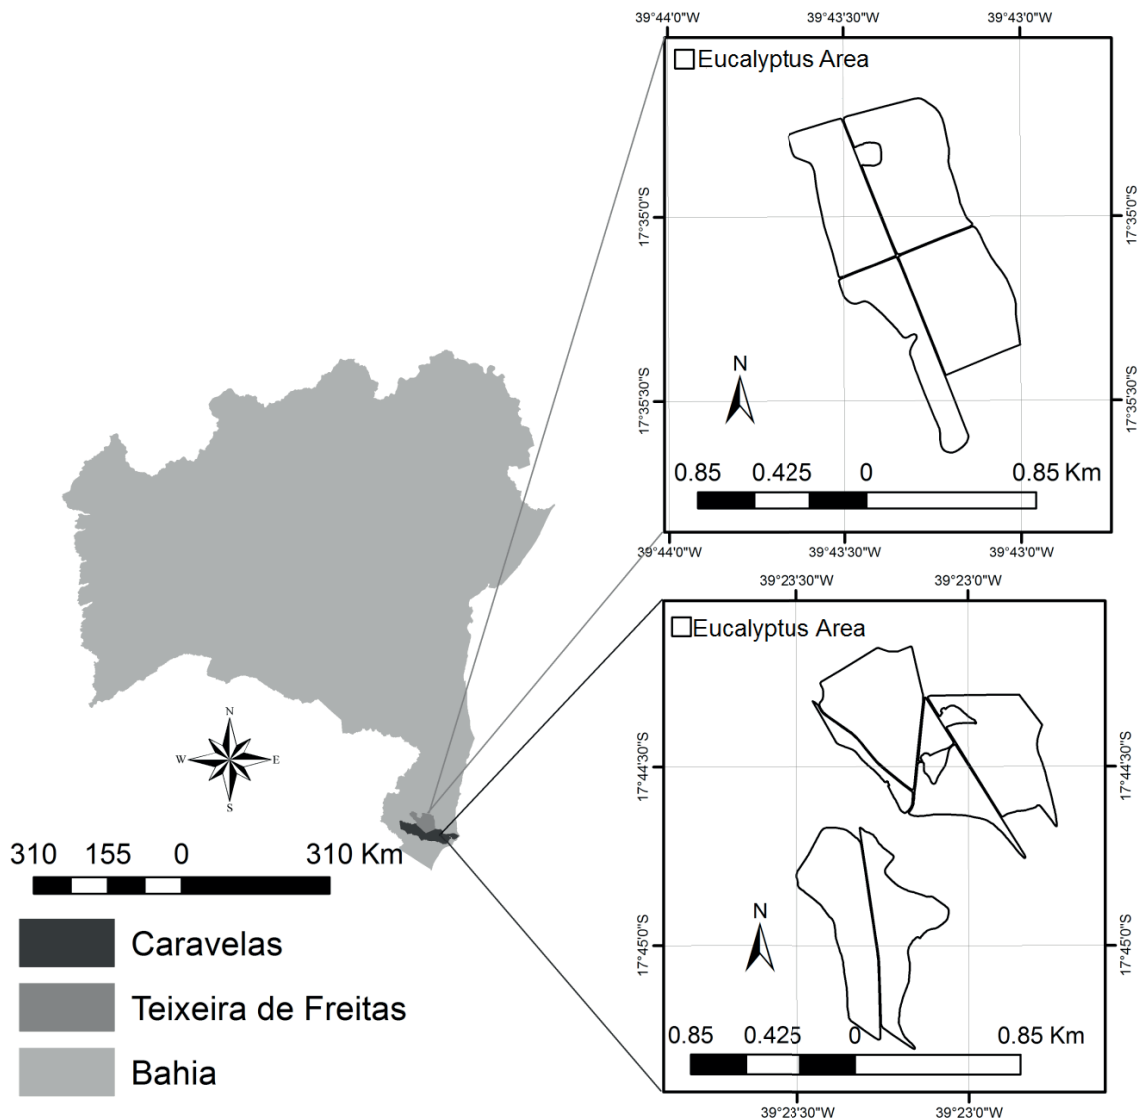 39°44'0"W 39°43'30"W 39°43'0"W
Eucalyptus Area
17°35'0"S 17°35'0"S
17°35'30"S 17°35'30"S
N
0.85 0.425 0 0.85 Km
39°44'0"W 39°43'30"W 39°43'0"W
39°23'30"W 39°23'0"W
Eucalyptus Area
17°44'30"S 17°44'30"S
17°45'0"S 17°45'0"S
N
0.85 0.425 0 0.85 Km
39°23'30"W 39°23'0"W
N
W E
S
310 155 0 310 Km
Caravelas
Teixeira de Freitas
Bahia